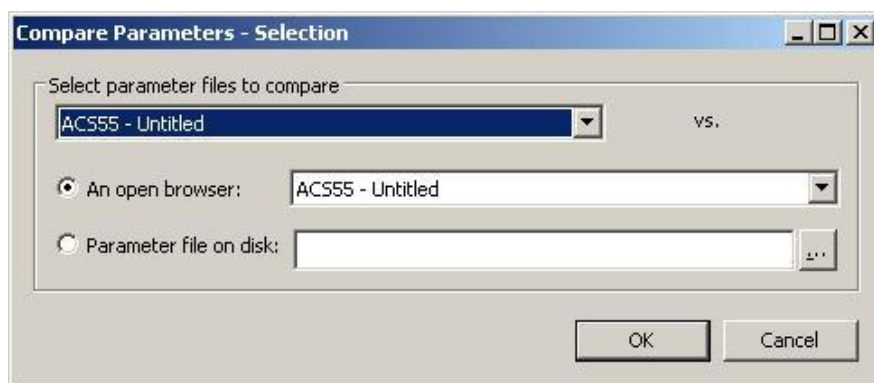 Compare Parameters - Selection
Select parameter files to compare
ACS55 - Untitled vs.
An open browser: ACS55 - Untitled
Parameter file on disk: ...
OK Cancel